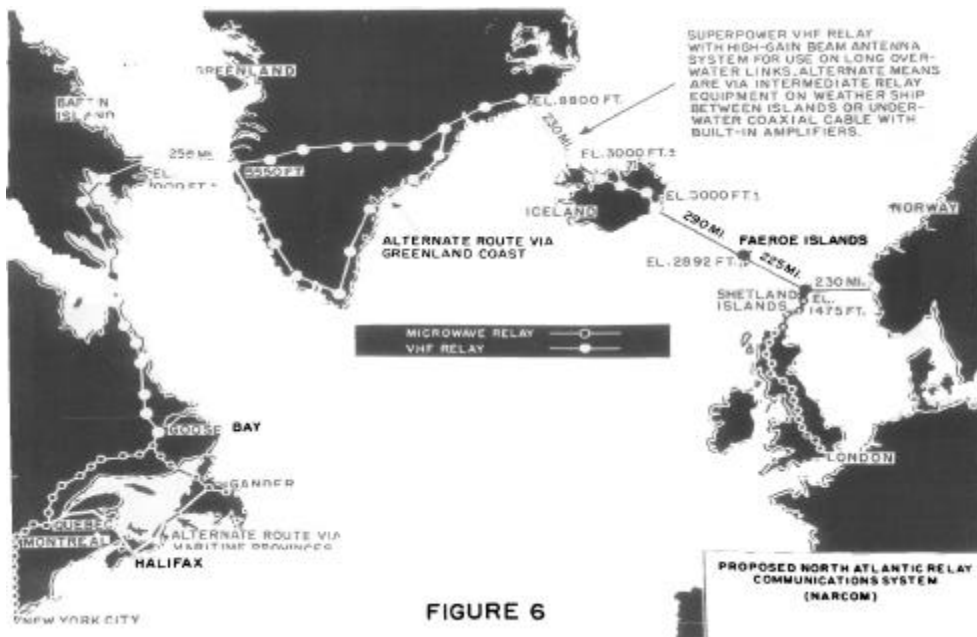 SUPERPOWER VHF RELAY
WITH HIGH-GAIN BEAM ANTENNA
SYSTEM FOR USE ON LONG OVER-
WATER LINKS. ALTERNATE MEANS
ARE VIA INTERMEDIATE RELAY
EQUIPMENT ON WEATHER SHIP
BETWEEN ISLANDS OR UNDER-
WATER COAXIAL CABLE WITH
BUILT-IN AMPLIFIERS.
GREENLAND
BAFFIN
ISLAND
EL. 8800 FT.
230 MI.
258 MI.
EL.
EL. 3000 FT.±
ICELAND
EL. 3000 FT.±
NORWAY
290 MI.
ALTERNATE ROUTE VIA
GREENLAND COAST
FAEROE ISLANDS
EL. 2892 FT.
225 MI.
230 MI.
SHETLAND
ISLANDS
EL.
1475 FT.
MICROWAVE RELAY
VHF RELAY
GOOSE BAY
LONDON
GANDER
QUEBEC
MONTREAL
ALTERNATE ROUTE VIA
MARITIME PROVINCES
HALIFAX
NEW YORK CITY
FIGURE 6
PROPOSED NORTH ATLANTIC RELAY
COMMUNICATIONS SYSTEM
(NARCOM)